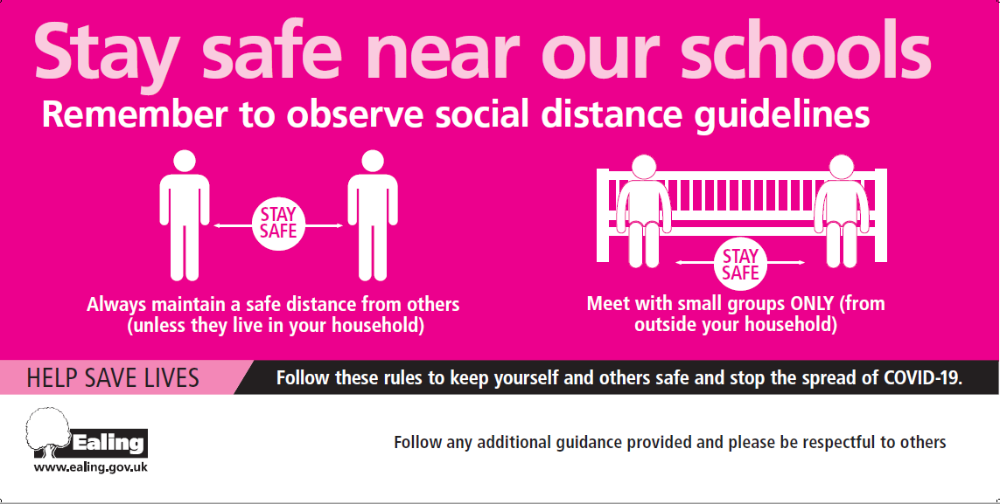 Stay safe near our schools
Remember to observe social distance guidelines
STAY
SAFE
Always maintain a safe distance from others
(unless they live in your household)
STAY
SAFE
Meet with small groups ONLY (from
outside your household)
HELP SAVE LIVES
Follow these rules to keep yourself and others safe and stop the spread of COVID-19.
Ealing
www.ealing.gov.uk
Follow any additional guidance provided and please be respectful to others